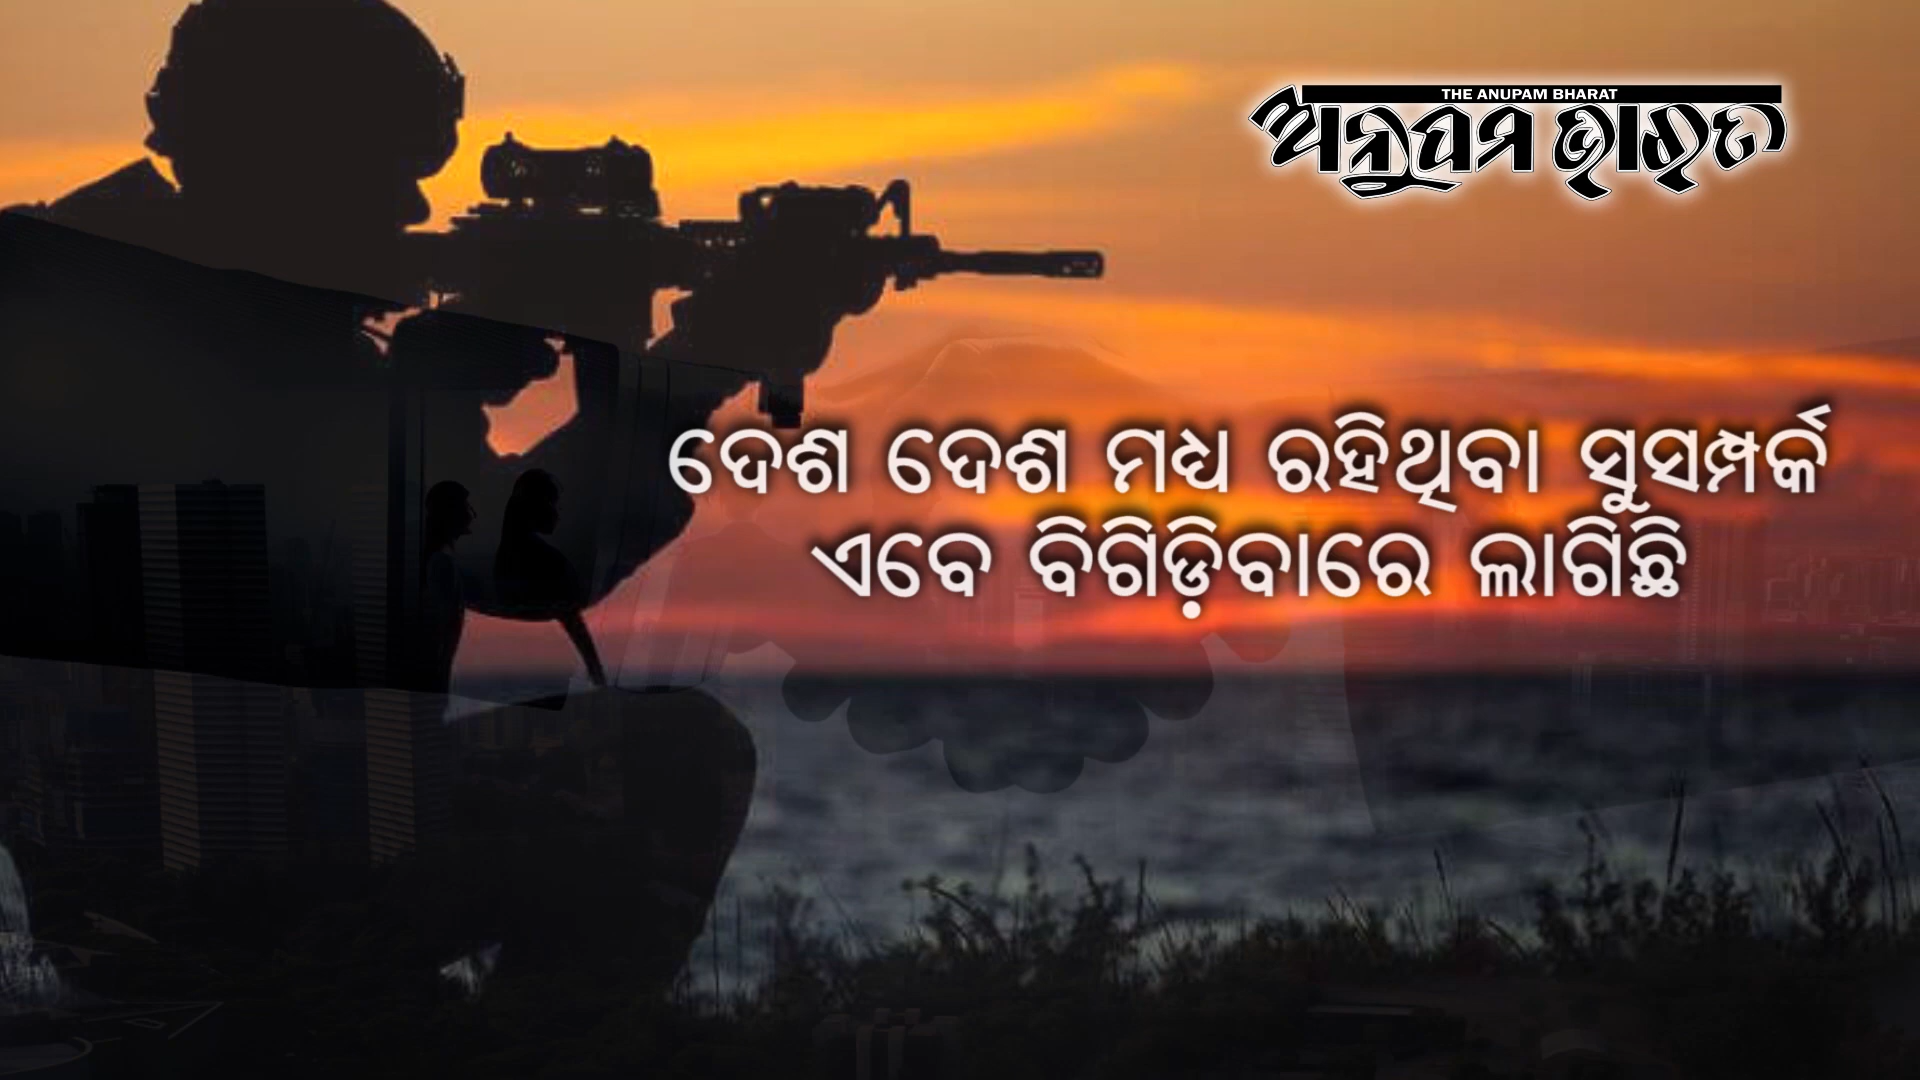 THE ANUPAM BHARAT
ଅନୁପମ ଭାରତ
ଦେଶ ଦେଶ ମଧ୍ୟ ରହିଥିବା ସୁସମ୍ପର୍କ
ଏବେ ବିଗିଡ଼ିବାରେ ଲାଗିଛି